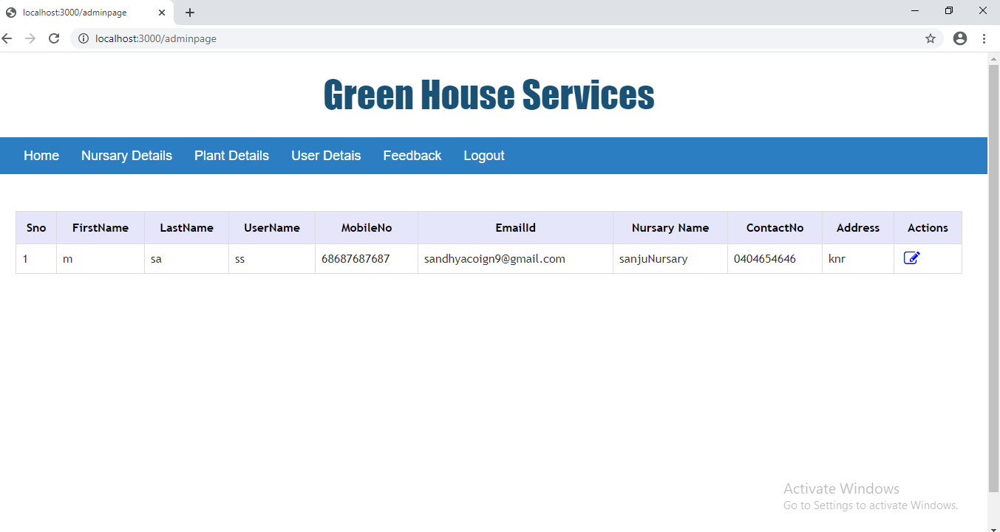 localhost:3000/adminpage
localhost:3000/adminpage
Green House Services
Home Nursary Details Plant Details User Detais Feedback Logout
Sno FirstName LastName UserName MobileNo EmailId Nursary Name ContactNo Address Actions
1 m sa ss 68687687687 sandhyacoign9@gmail.com sanjuNursary 0404654646 knr
Activate Windows
Go to Settings to activate Windows.